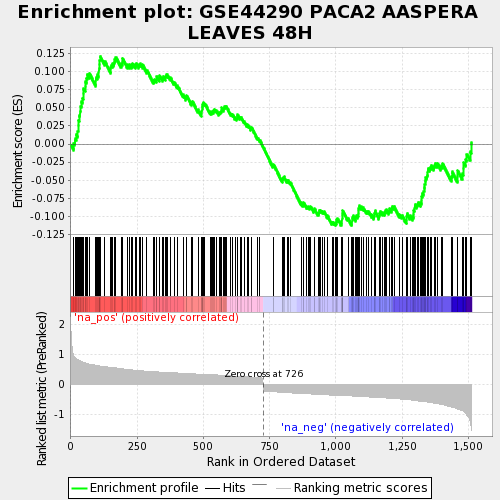 Enrichment plot: GSE44290 PACA2 AASPERA
LEAVES 48H
Enrichment score (ES)
0.125
0.100
0.075
0.050
0.025
0.000
-0.025
-0.050
-0.075
-0.100
-0.125
'na_pos' (positively correlated)
Ranked list metric (PreRanked)
2
1
0
-1
Zero cross at 726
'na_neg' (negatively correlated)
0
250
500
750
1,000
1,250
1,500
Rank in Ordered Dataset
Enrichment profile
Hits
Ranking metric scores